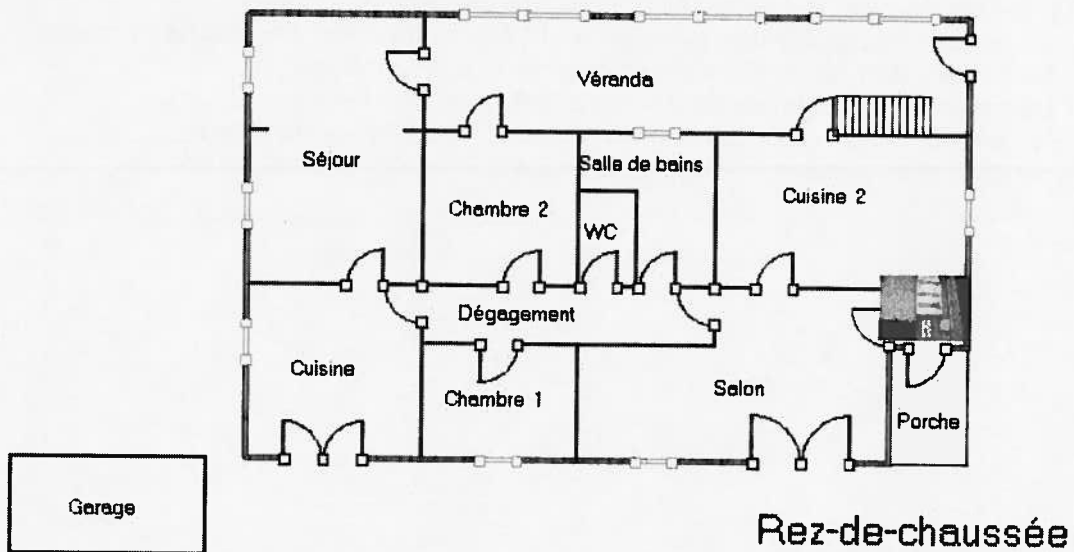 Véranda
Séjour
Salle de bains
Chambre 2
Cuisine 2
WC
Dégagement
Cuisine
Chambre 1
Salon
Porche
Garage
Rez-de-chaussée